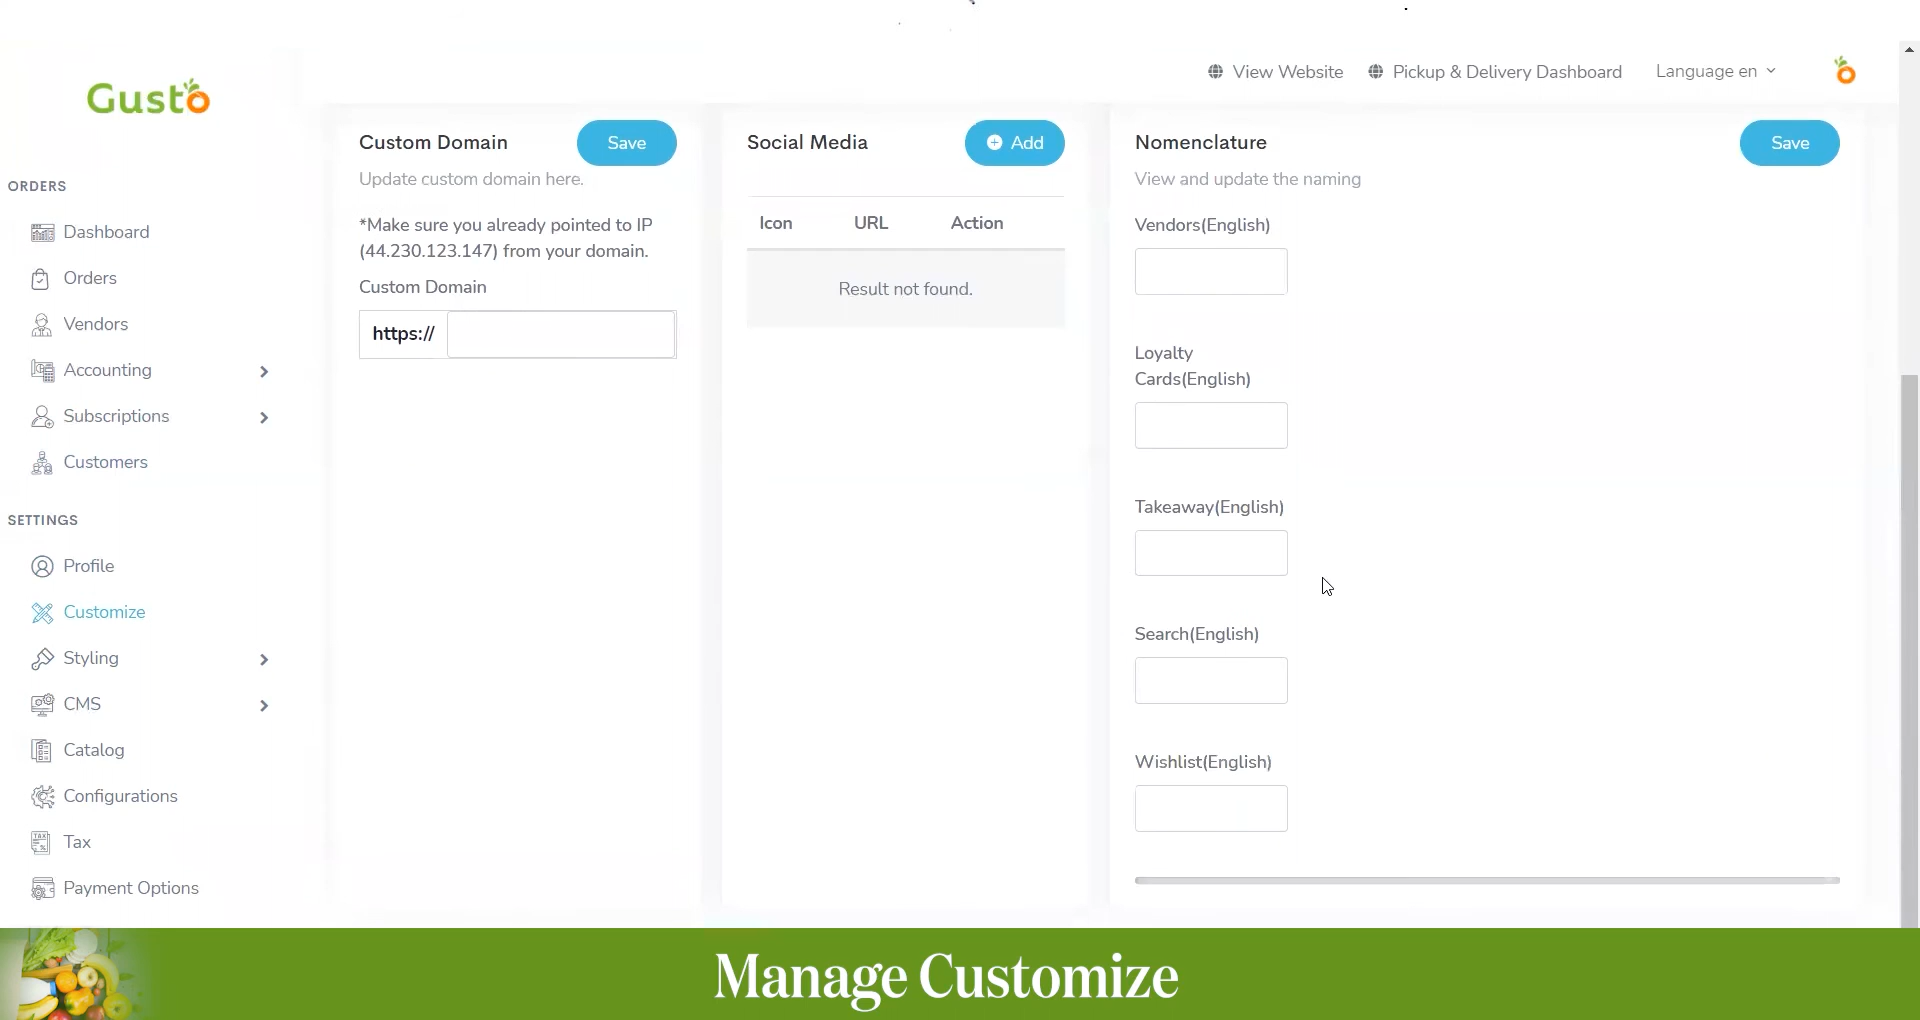 Gusto
View Website
Pickup & Delivery Dashboard
Language en
ORDERS
Dashboard
Orders
Vendors
Accounting
Subscriptions
Customers
SETTINGS
Profile
Customize
Styling
CMS
Catalog
Configurations
Tax
Payment Options
Custom Domain
Save
Update custom domain here.
*Make sure you already pointed to IP
(44.230.123.147) from your domain.
Custom Domain
https://
Social Media
Add
Icon URL Action
Result not found.
Nomenclature
Save
View and update the naming
Vendors(English)
Loyalty
Cards(English)
Takeaway(English)
Search(English)
Wishlist(English)
Manage Customize